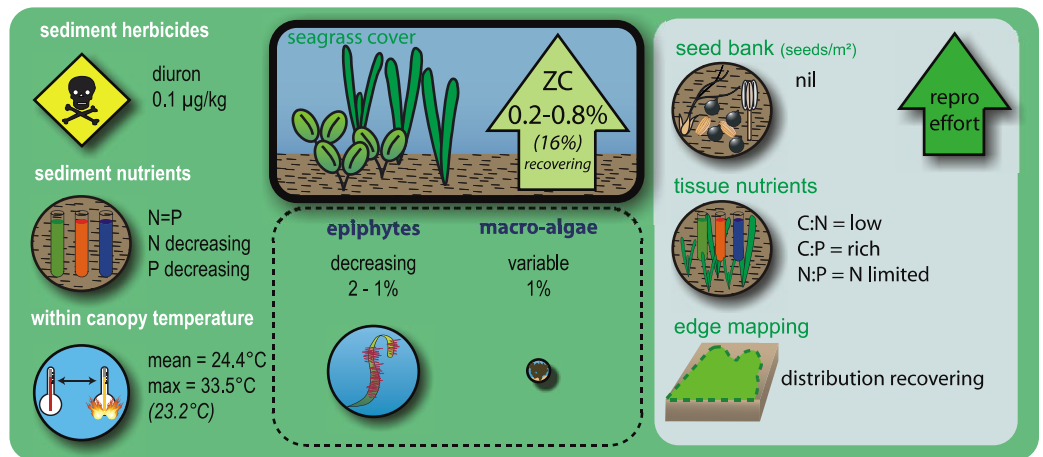 sediment herbicides
diuron
0.1 µg/kg
sediment nutrients
N=P
N decreasing
P decreasing
within canopy temperature
mean = 24.4°C
max = 33.5°C
(23.2°C)
seagrass cover
ZC
0.2-0.8%
(16%)
recovering
epiphytes
decreasing
2 - 1%
macro-algae
variable
1%
seed bank (seeds/m²)
nil
repro
effort
tissue nutrients
C:N = low
C:P = rich
N:P = N limited
edge mapping
distribution recovering